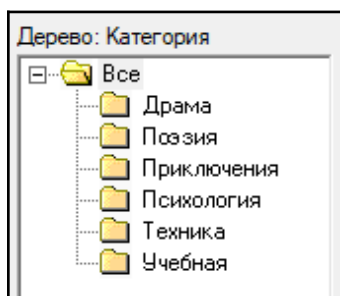 Дерево: Категория
Все
Драма
Поэзия
Приключения
Психология
Техника
Учебная